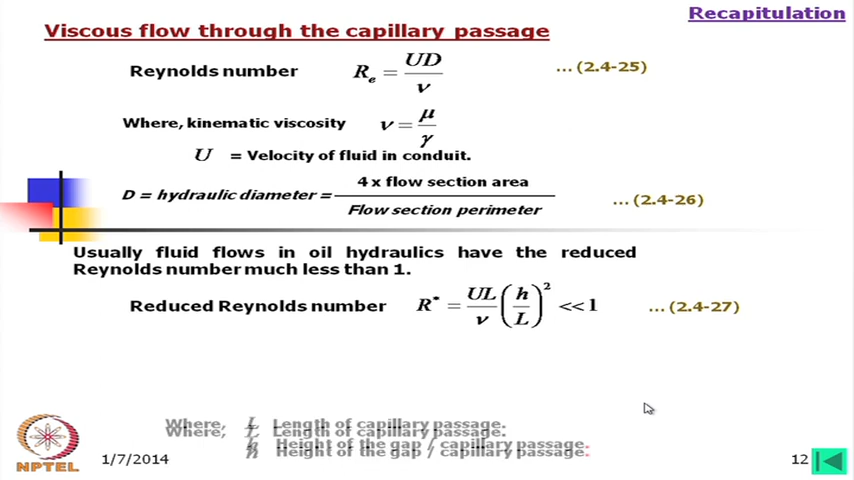 Recapitulation
Viscous flow through the capillary passage
Reynolds number R_e = UD / ν ... (2.4-25)
Where, kinematic viscosity ν = μ / γ
U = Velocity of fluid in conduit.
D = hydraulic diameter = 4 x flow section area / Flow section perimeter ... (2.4-26)
Usually fluid flows in oil hydraulics have the reduced
Reynolds number much less than 1.
Reduced Reynolds number R* = UL / ν (h / L)² << 1 ... (2.4-27)
Where, L Length of capillary passage.
h Height of the gap / capillary passage.
NPTEL 1/7/2014 12